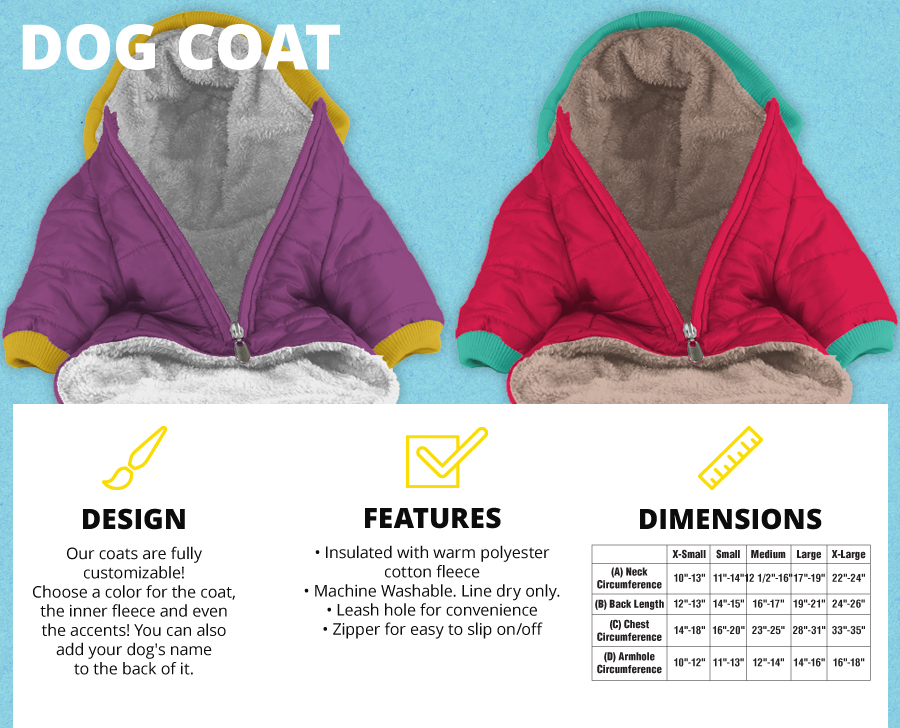 DOG COAT
DESIGN
Our coats are fully
customizable!
Choose a color for the coat,
the inner fleece and even
the accents! You can also
add your dog's name
to the back of it.
FEATURES
• Insulated with warm polyester
cotton fleece
• Machine Washable. Line dry only.
• Leash hole for convenience
• Zipper for easy to slip on/off
DIMENSIONS
X-Small Small Medium Large X-Large
(A) Neck
Circumference 10"-13" 11"-14" 12 1/2"-16" 17"-19" 22"-24"
(B) Back Length 12"-13" 14"-15" 16"-17" 19"-21" 24"-26"
(C) Chest
Circumference 14"-18" 16"-20" 23"-25" 28"-31" 33"-35"
(D) Armhole
Circumference 10"-12" 11"-13" 12"-14" 14"-16" 16"-18"